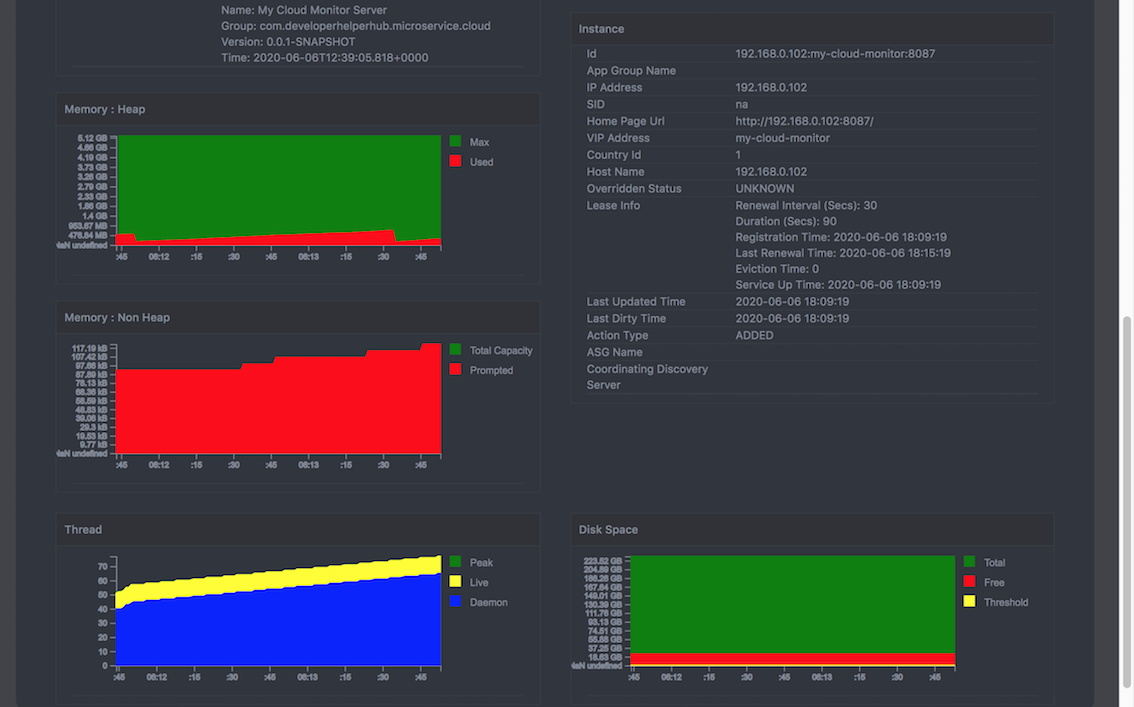 Name: My Cloud Monitor Server
Group: com.developerhelperhub.microservice.cloud
Version: 0.0.1-SNAPSHOT
Time: 2020-06-06T12:39:05.818+0000
Memory : Heap
5.12 GB
4.66 GB
4.19 GB
3.73 GB
3.26 GB
2.79 GB
2.33 GB
1.86 GB
1.4 GB
953.67 MB
476.84 MB
NaN undefined
:45 06:12 :15 :30 :45 06:13 :15 :30 :45
Max
Used
Memory : Non Heap
117.19 kB
107.42 kB
97.66 kB
87.89 kB
78.13 kB
68.36 kB
58.59 kB
48.83 kB
39.06 kB
29.3 kB
19.53 kB
9.77 kB
NaN undefined
:45 06:12 :15 :30 :45 06:13 :15 :30 :45
Total Capacity
Prompted
Thread
70
60
50
40
30
20
10
0
:45 06:12 :15 :30 :45 06:13 :15 :30 :45
Peak
Live
Daemon
Instance
Id 192.168.0.102:my-cloud-monitor:8087
App Group Name
IP Address 192.168.0.102
SID na
Home Page Url http://192.168.0.102:8087/
VIP Address my-cloud-monitor
Country Id 1
Host Name 192.168.0.102
Overridden Status UNKNOWN
Lease Info Renewal Interval (Secs): 30
Duration (Secs): 90
Registration Time: 2020-06-06 18:09:19
Last Renewal Time: 2020-06-06 18:15:19
Eviction Time: 0
Service Up Time: 2020-06-06 18:09:19
Last Updated Time 2020-06-06 18:09:19
Last Dirty Time 2020-06-06 18:09:19
Action Type ADDED
ASG Name
Coordinating Discovery
Server
Disk Space
223.52 GB
204.89 GB
186.26 GB
167.64 GB
149.01 GB
130.39 GB
111.76 GB
93.13 GB
74.51 GB
55.88 GB
37.25 GB
18.63 GB
NaN undefined
:45 06:12 :15 :30 :45 06:13 :15 :30 :45
Total
Free
Threshold